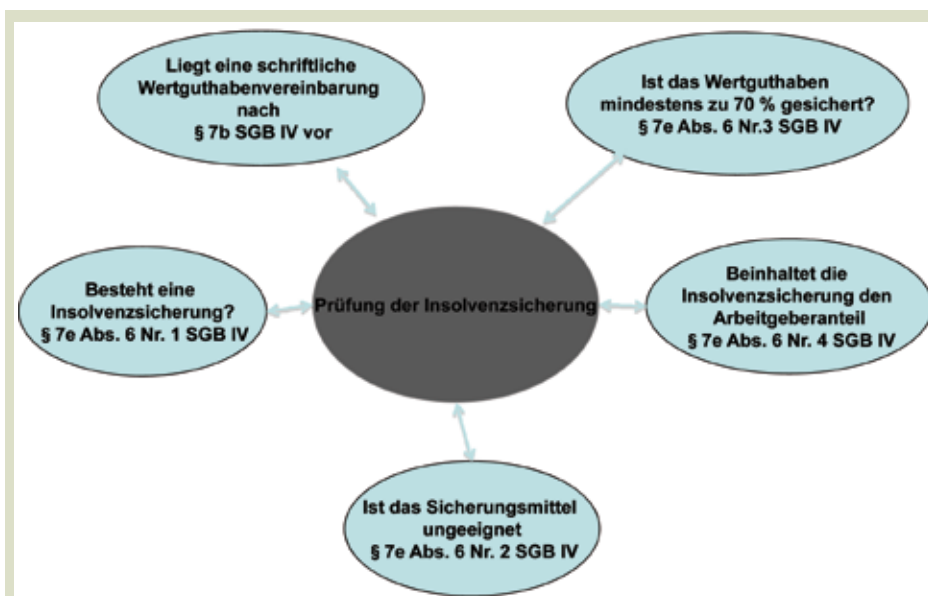 Liegt eine schriftliche
Wertguthabenvereinbarung
nach
§ 7b SGB IV vor
Ist das Wertguthaben
mindestens zu 70 % gesichert?
§ 7e Abs. 6 Nr.3 SGB IV
Besteht eine
Insolvenzsicherung?
§ 7e Abs. 6 Nr. 1 SGB IV
Prüfung der Insolvenzsicherung
Beinhaltet die
Insolvenzsicherung den
Arbeitgeberanteil
§ 7e Abs. 6 Nr. 4 SGB IV
Ist das Sicherungsmittel
ungeeignet
§ 7e Abs. 6 Nr. 2 SGB IV